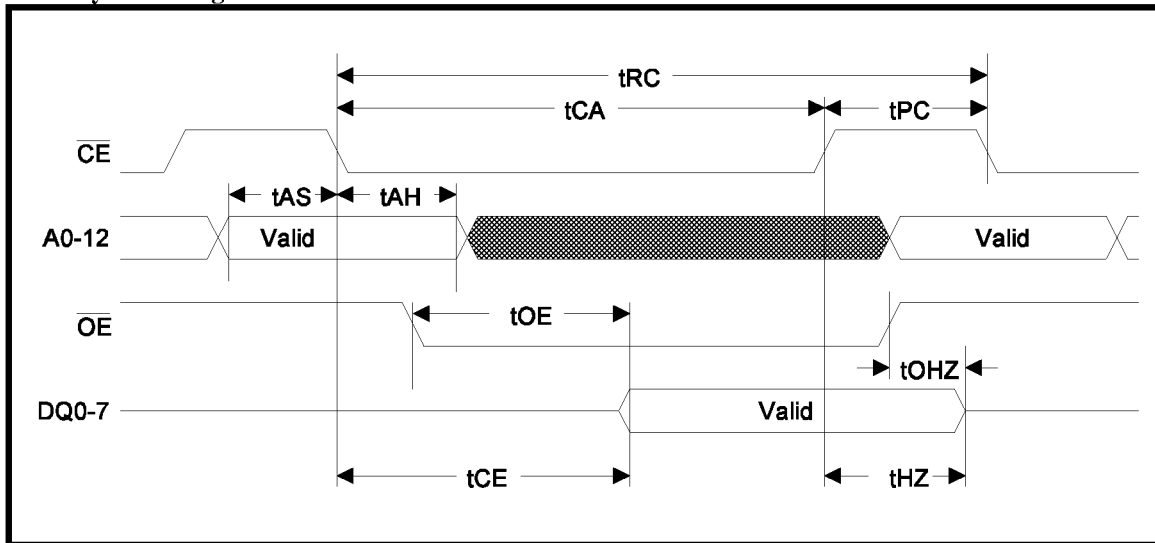 tRC
tCA
tPC
CE
tAS
tAH
A0-12
Valid
Valid
OE
tOE
tOHZ
DQ0-7
Valid
tCE
tHZ